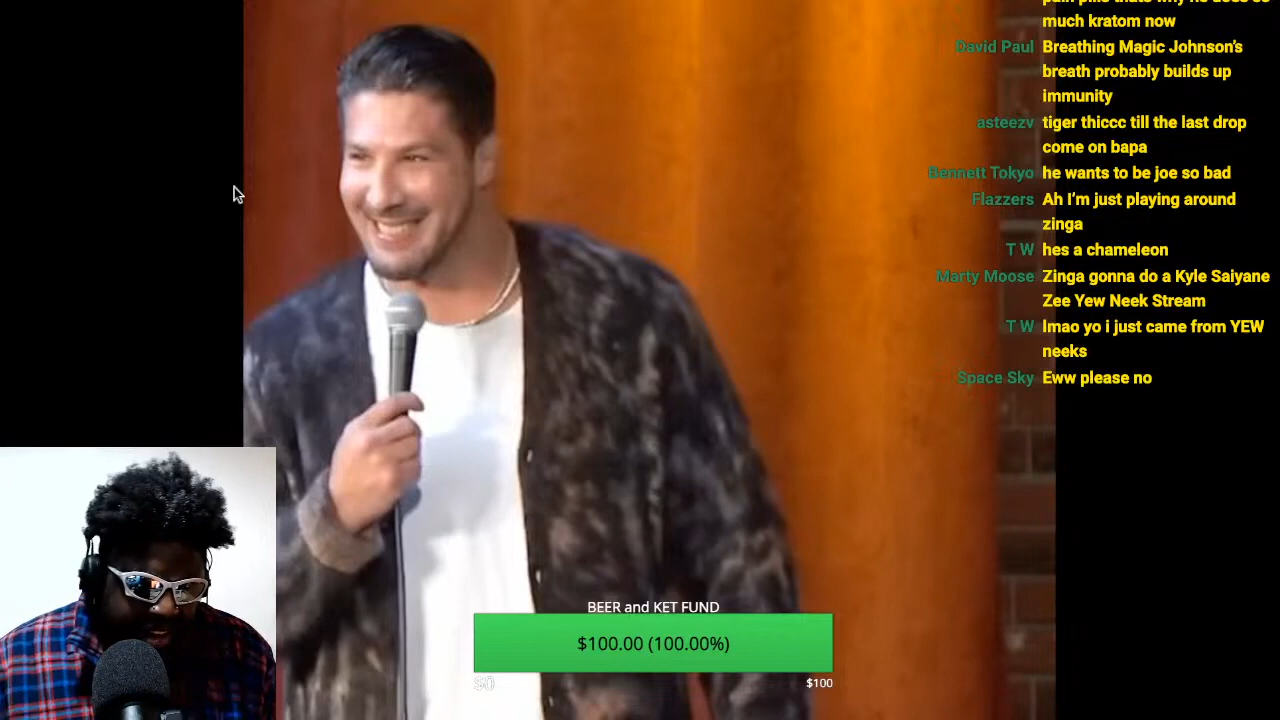 much kratom now
David Paul Breathing Magic Johnson's
breath probably builds up
immunity
asteezv tiger thiccc till the last drop
come on bapa
Bennett Tokyo he wants to be joe so bad
Flazzers Ah I'm just playing around
zinga
T W hes a chameleon
Marty Moose Zinga gonna do a Kyle Saiyane
Zee Yew Neek Stream
T W lmao yo i just came from YEW
neeks
Space Sky Eww please no
BEER and KET FUND
$100.00 (100.00%)
$0 $100